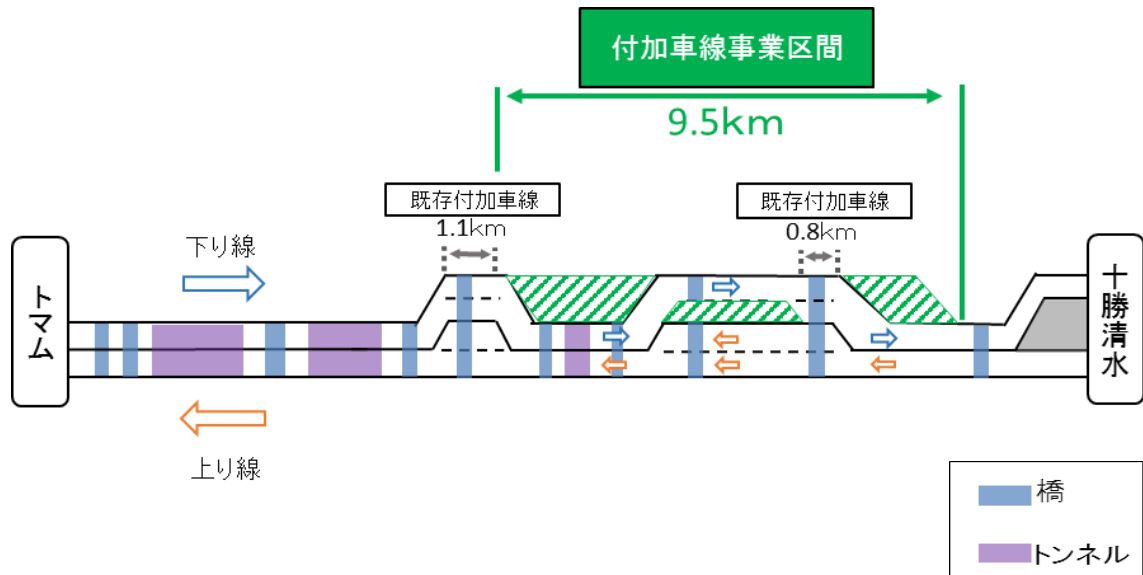 付加車線事業区間
9.5km
既存付加車線
1.1km
既存付加車線
0.8km
下り線
トマム
十勝清水
上り線
橋
トンネル